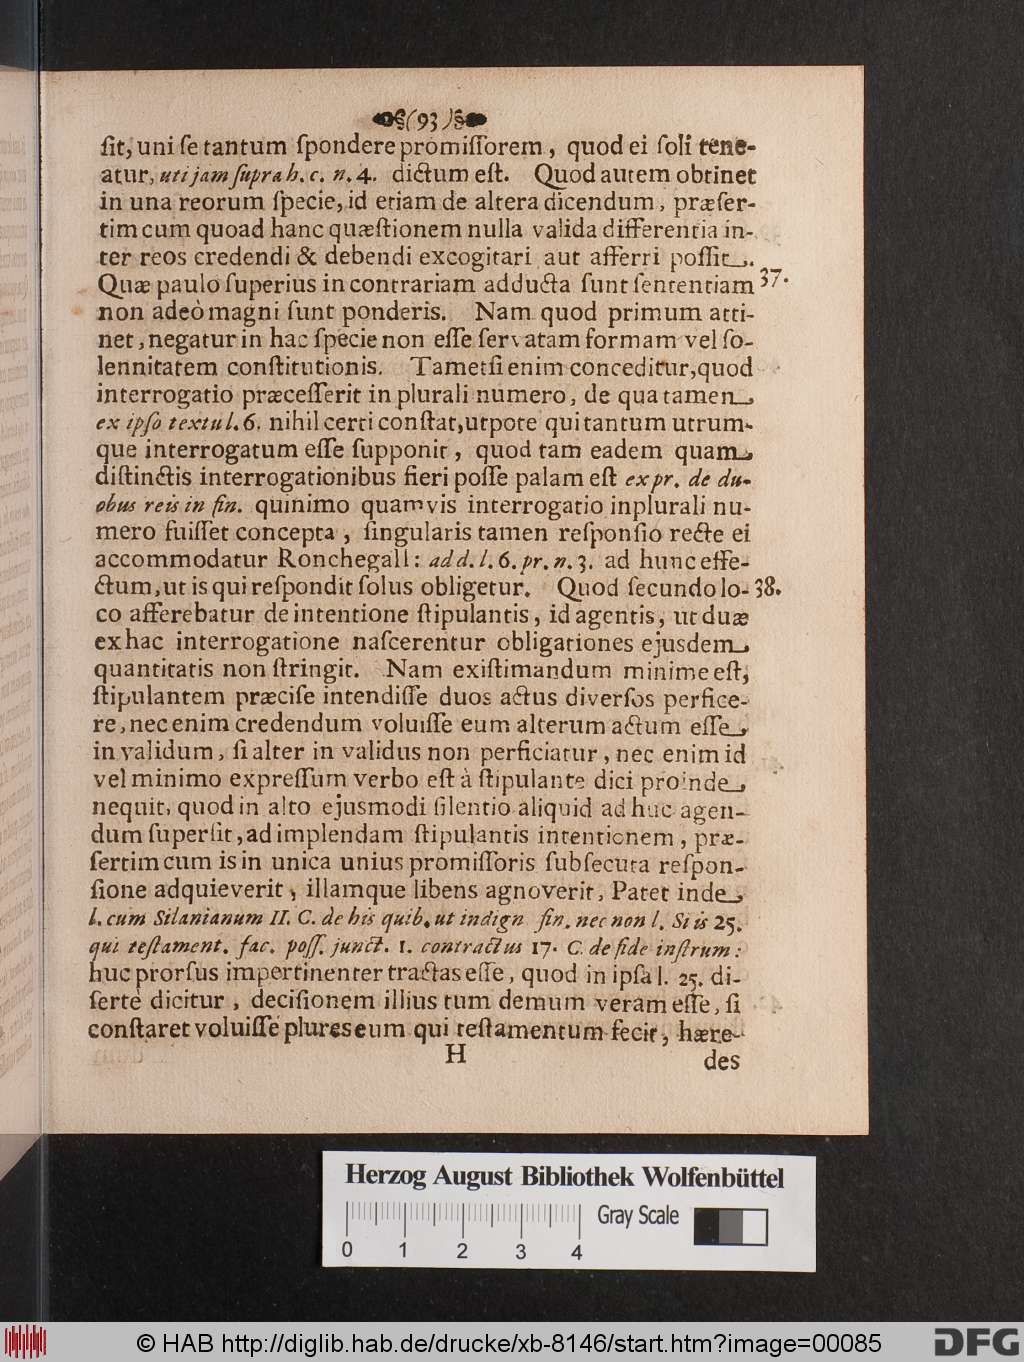 (93)
ſit, uni ſe tantum ſpondere promiſſorem, quod ei ſoli tene-
atur, uti jam ſupra h. c. n. 4. dictum eſt. Quod autem obtinet
in una reorum ſpecie, id etiam de altera dicendum, præſer-
tim cum quoad hanc quæſtionem nulla valida differentia in-
ter reos credendi & debendi excogitari aut afferri poſſit.
Quæ paulo ſuperius in contrariam adducta ſunt ſententiam 37.
non adeò magni ſunt ponderis. Nam quod primum atti-
net, negatur in hac ſpecie non eſſe ſervatam formam vel ſo-
lennitatem conſtitutionis. Tametſi enim conceditur, quod
interrogatio præceſſerit in plurali numero, de qua tamen,
ex ipſo textu l. 6. nihil certi conſtat, utpote qui tantum utrum-
que interrogatum eſſe ſupponit, quod tam eadem quam,
diſtinctis interrogationibus fieri poſſe palam eſt ex pr. de du-
obus reis in fin. quinimo quamvis interrogatio in plurali nu-
mero fuiſſet concepta, ſingularis tamen reſponſio recte ei
accommodatur Ronchegall: ad d. l. 6. pr. n. 3. ad hunc effe-
ctum, ut is qui reſpondit ſolus obligetur. Quod ſecundo lo- 38.
co afferebatur de intentione ſtipulantis, id agentis, ut duæ
ex hac interrogatione naſcerentur obligationes ejusdem,
quantitatis non ſtringit. Nam exiſtimandum minime eſt,
ſtipulantem præciſe intendiſſe duos actus diverſos perfice-
re, nec enim credendum voluiſſe eum alterum actum eſſe,
in validum, ſi alter in validus non perficiatur, nec enim id
vel minimo expreſſum verbo eſt à ſtipulante dici proinde,
nequit, quod in alto ejusmodi ſilentio aliquid ad huc agen-
dum ſuperſit, ad implendam ſtipulantis intentionem, præ-
ſertim cum is in unica unius promiſſoris ſubſecuta reſpon-
ſione adquieverit, illamque libens agnoverit, Patet inde,
l. cum Silanianum II. C. de his quib. ut indign fin. nec non l. Si is 25.
qui teſtament. fac. poſſ. junct. 1. contractus 17. C. de fide inſtrum:
huc prorſus impertinenter tractas eſſe, quod in ipſa l. 25. di-
ſerte dicitur, deciſionem illius tum demum veram eſſe, ſi
conſtaret voluiſſe plures eum qui teſtamentum fecit, hære-
H
des
Herzog August Bibliothek Wolfenbüttel
Gray Scale
0 1 2 3 4
© HAB http://diglib.hab.de/drucke/xb-8146/start.htm?image=00085
DFG